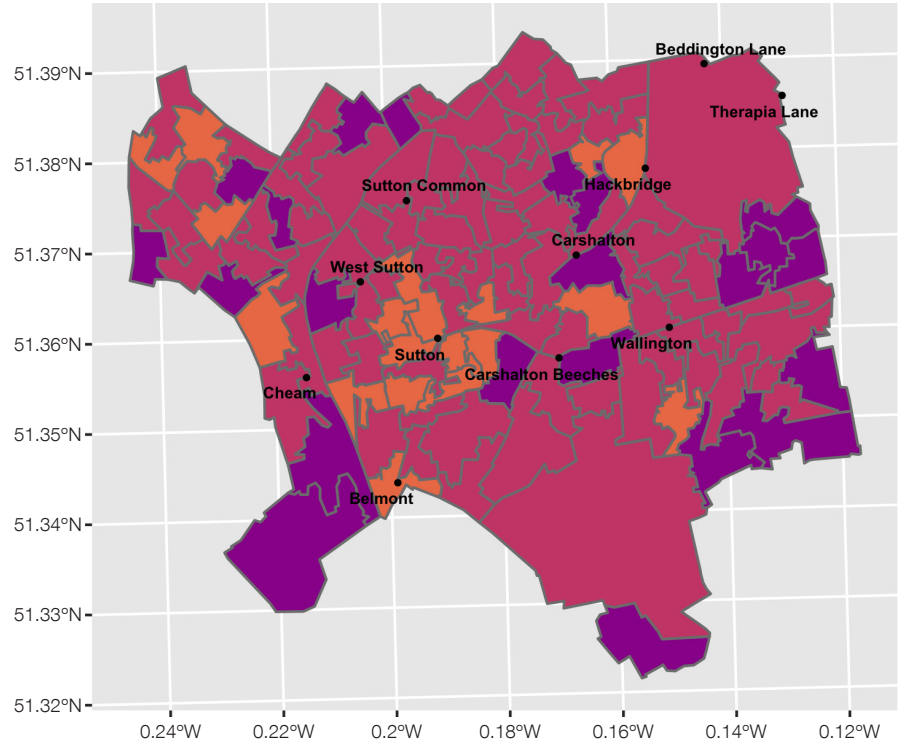 Beddington Lane
51.39°N
Therapia Lane
51.38°N
Hackbridge
Sutton Common
51.37°N
Carshalton
West Sutton
51.36°N
Wallington
Sutton
Carshalton Beeches
Cheam
51.35°N
Belmont
51.34°N
51.33°N
51.32°N
0.24°W 0.22°W 0.2°W 0.18°W 0.16°W 0.14°W 0.12°W